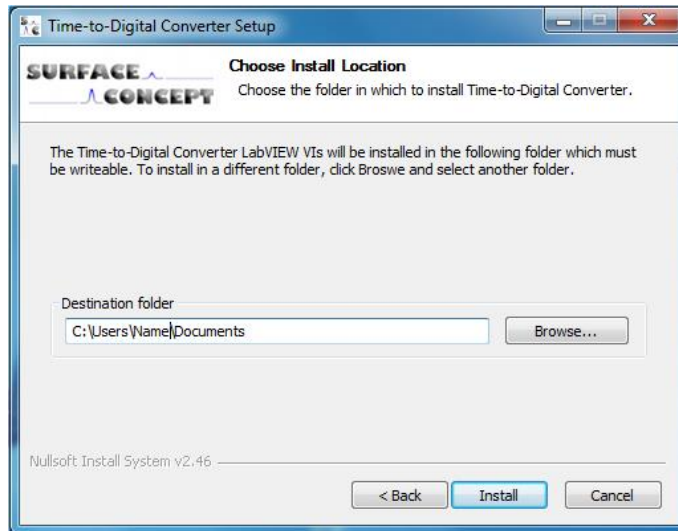 Time-to-Digital Converter Setup
SURFACE
CONCEPT
Choose Install Location
Choose the folder in which to install Time-to-Digital Converter.
The Time-to-Digital Converter LabVIEW VIs will be installed in the following folder which must
be writeable. To install in a different folder, click Broswe and select another folder.
Destination folder
C:\Users\Name\Documents
Browse...
Nullsoft Install System v2.46
< Back
Install
Cancel